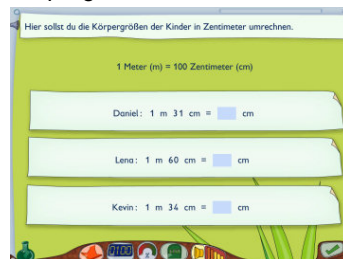 Hier sollst du die Körpergrößen der Kinder in Zentimeter umrechnen.
1 Meter (m) = 100 Zentimeter (cm)
Daniel: 1 m 31 cm = cm
Lena: 1 m 60 cm = cm
Kevin: 1 m 34 cm = cm
0100